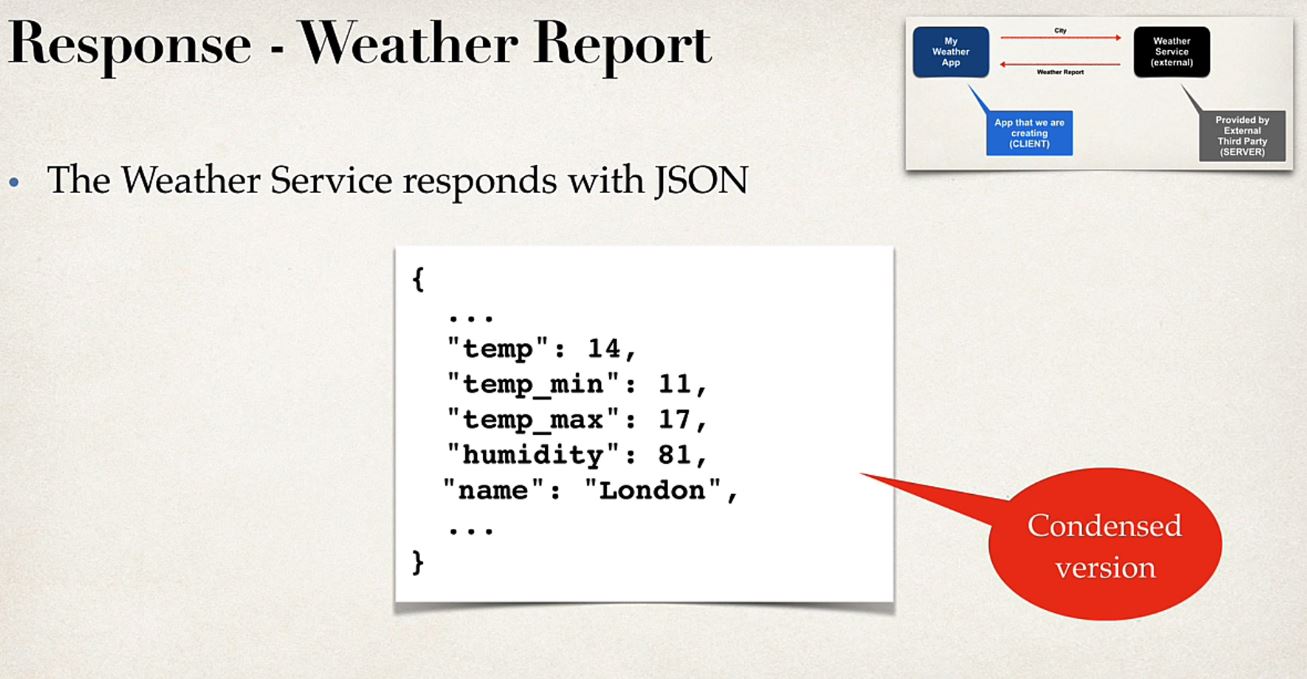 Response - Weather Report
City
My
Weather
App
Weather
Service
(external)
Weather Report
App that we are
creating
(CLIENT)
Provided by
External
Third Party
(SERVER)
• The Weather Service responds with JSON
{
...
"temp": 14,
"temp_min": 11,
"temp_max": 17,
"humidity": 81,
"name": "London",
...
}
Condensed
version